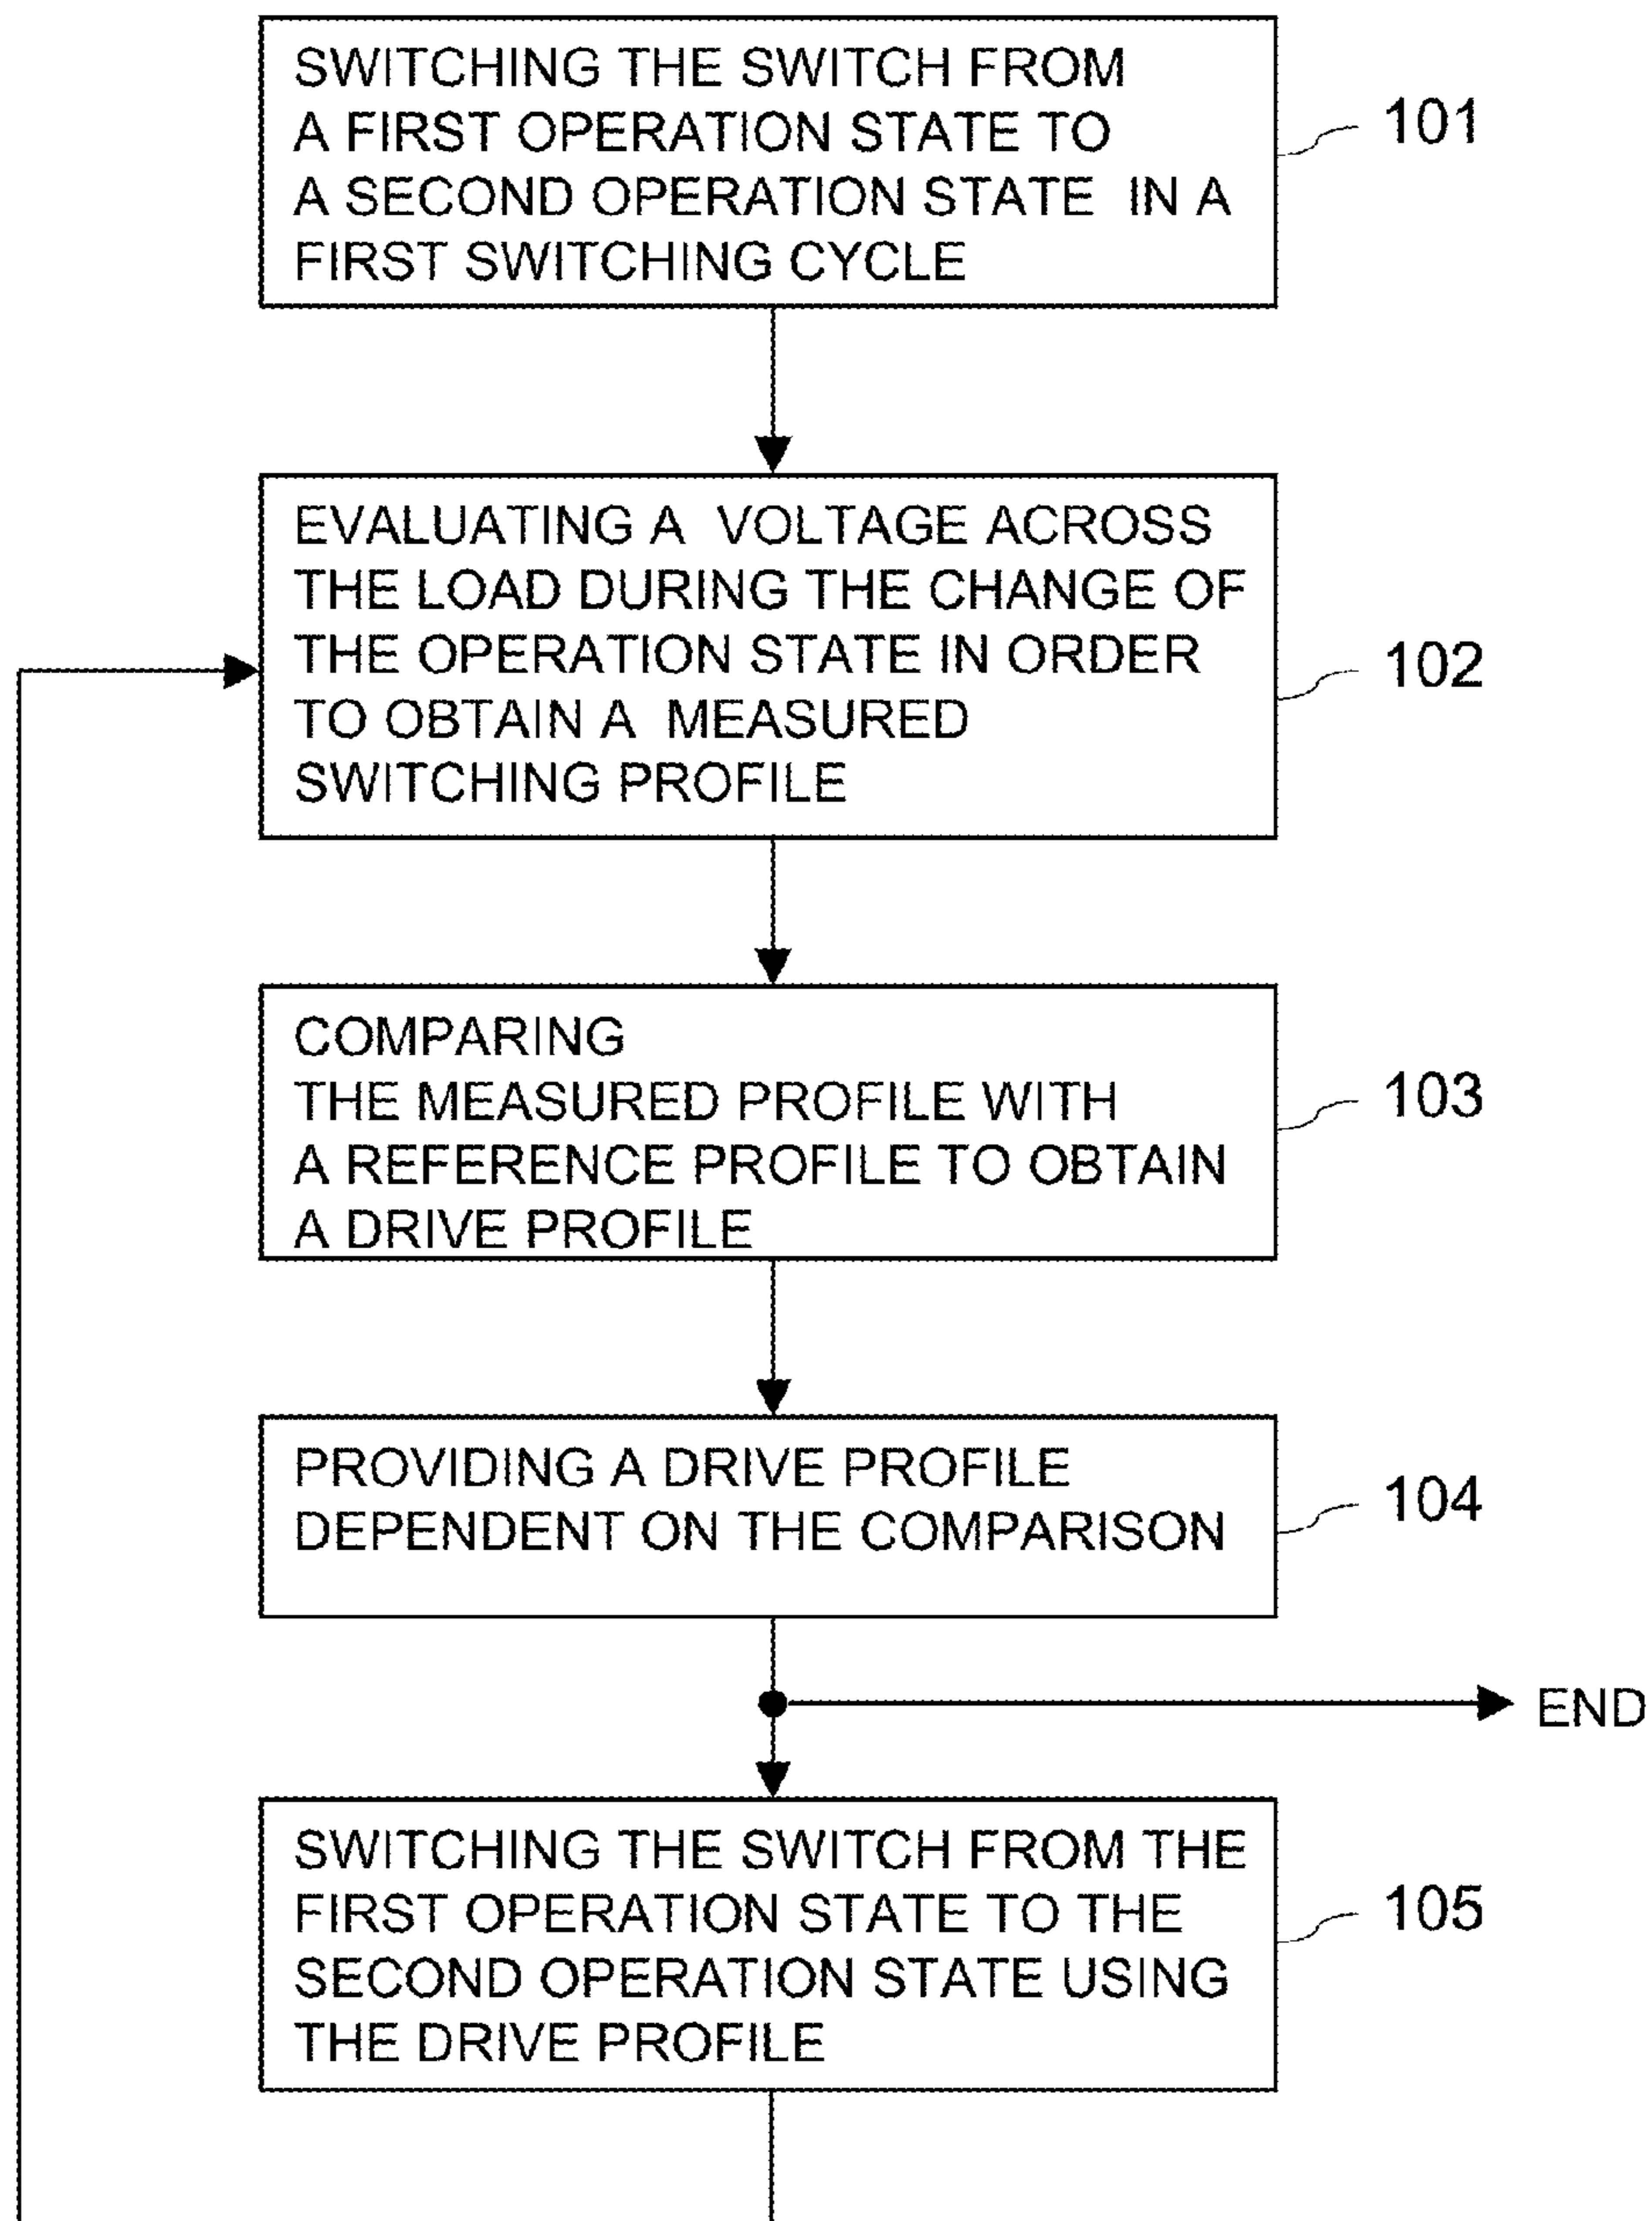 SWITCHING THE SWITCH FROM
A FIRST OPERATION STATE TO
A SECOND OPERATION STATE IN A
FIRST SWITCHING CYCLE
101
EVALUATING A VOLTAGE ACROSS
THE LOAD DURING THE CHANGE OF
THE OPERATION STATE IN ORDER
TO OBTAIN A MEASURED
SWITCHING PROFILE
102
COMPARING
THE MEASURED PROFILE WITH
A REFERENCE PROFILE TO OBTAIN
A DRIVE PROFILE
103
PROVIDING A DRIVE PROFILE
DEPENDENT ON THE COMPARISON
104
END
SWITCHING THE SWITCH FROM THE
FIRST OPERATION STATE TO THE
SECOND OPERATION STATE USING
THE DRIVE PROFILE
105